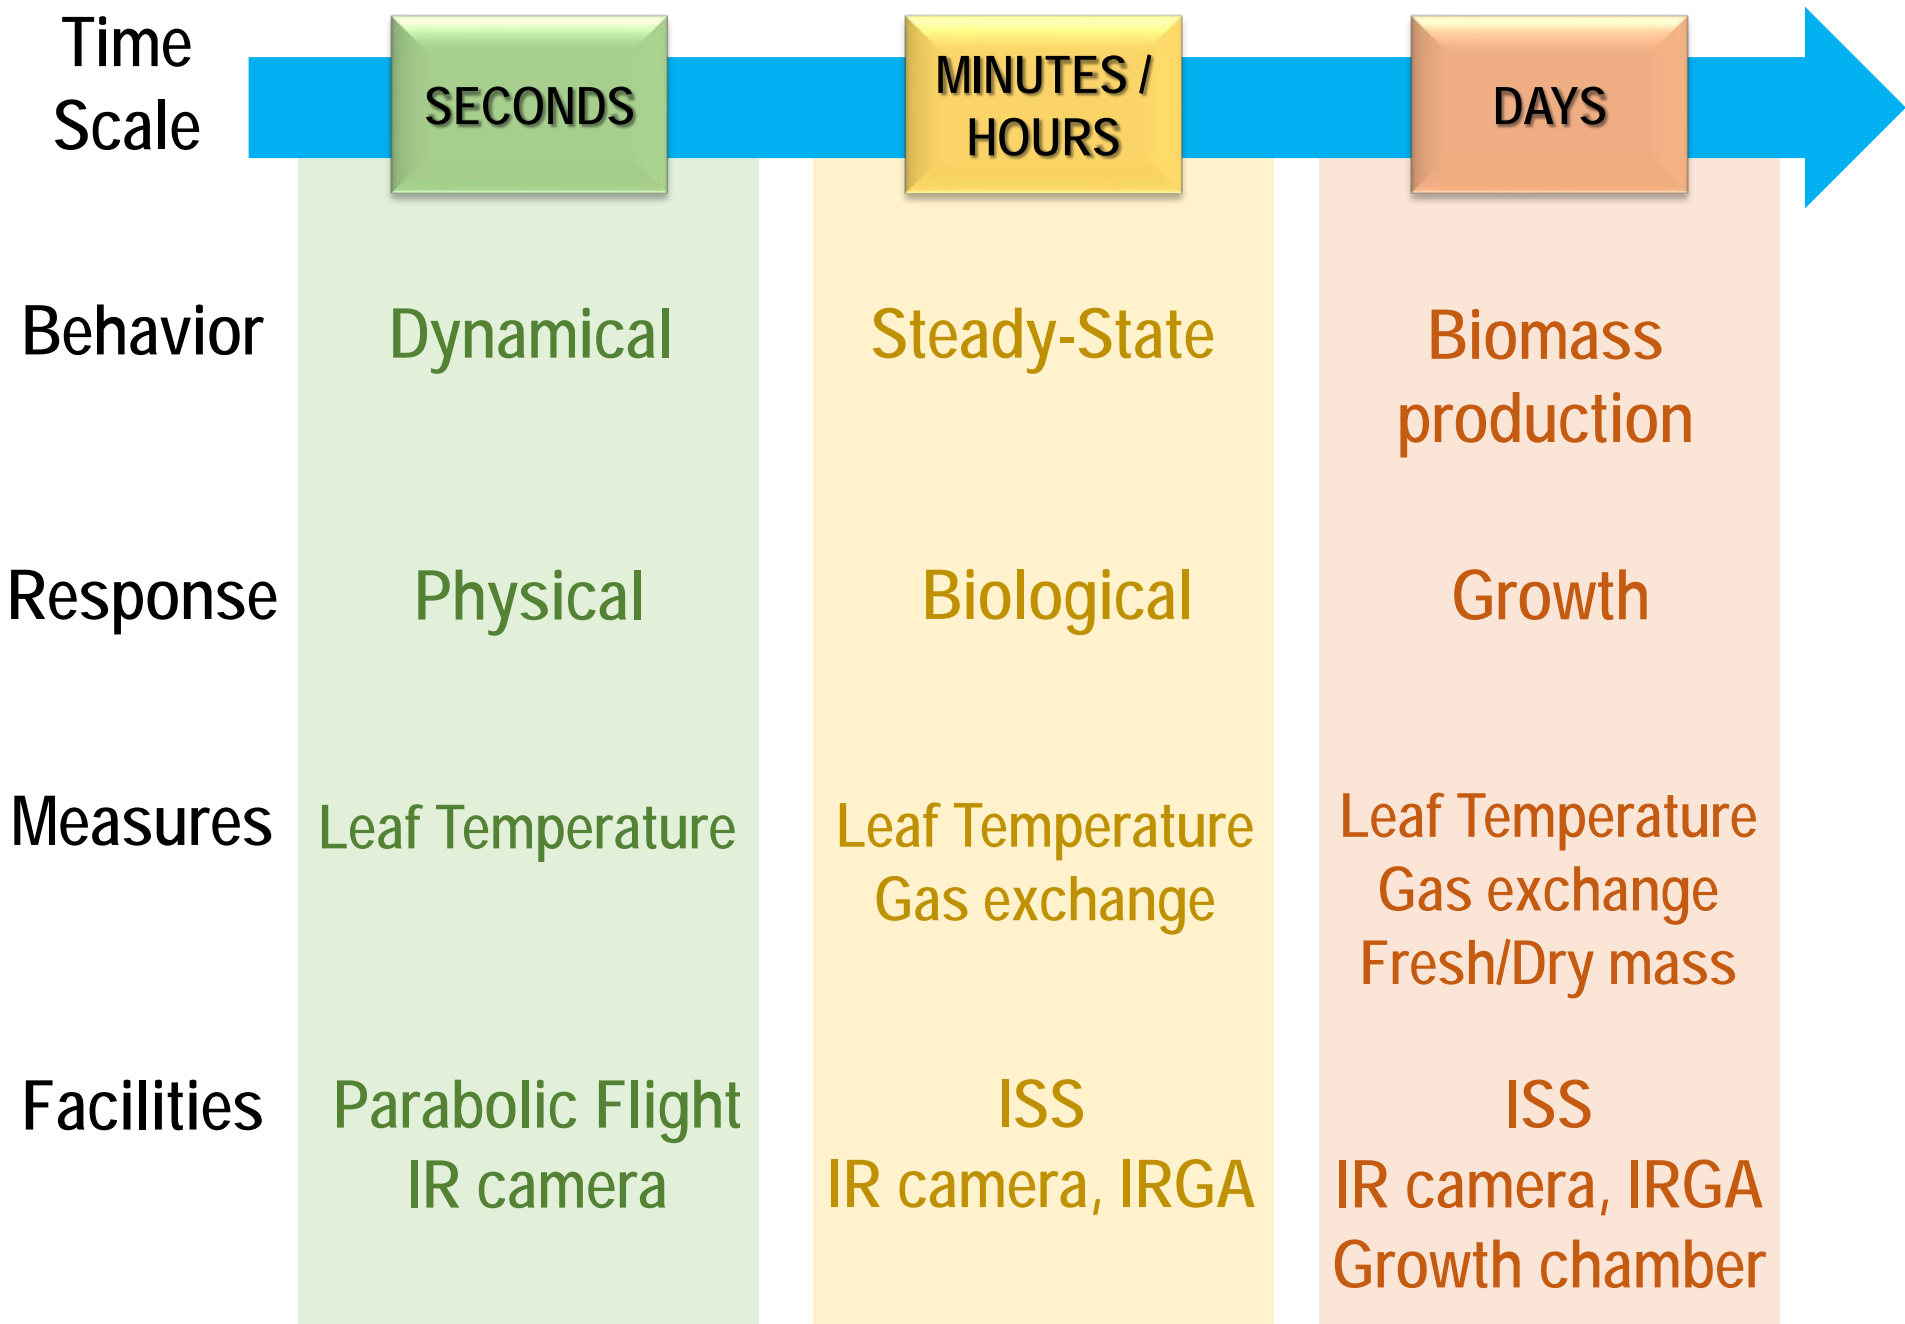 Time
Scale
SECONDS
MINUTES /
HOURS
DAYS
Behavior
Dynamical
Steady-State
Biomass
production
Response
Physical
Biological
Growth
Measures
Leaf Temperature
Leaf Temperature
Gas exchange
Leaf Temperature
Gas exchange
Fresh/Dry mass
Facilities
Parabolic Flight
IR camera
ISS
IR camera, IRGA
ISS
IR camera, IRGA
Growth chamber